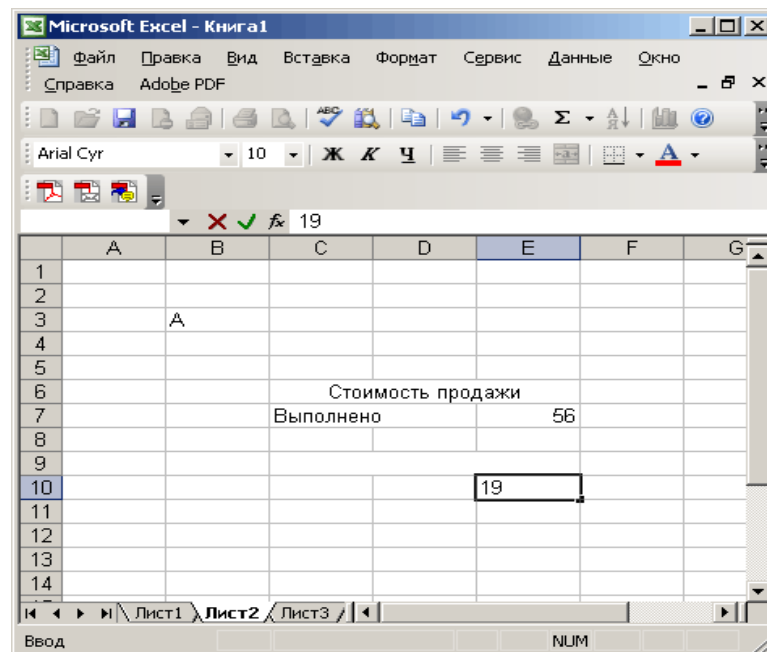 Microsoft Excel - Книга1
Файл Правка Вид Вставка Формат Сервис Данные Окно
Справка Adobe PDF
Arial Cyr 10 Ж К Ч
fx 19
A B C D E F G
1
2
3 A
4
5
6 Стоимость продажи
7 Выполнено 56
8
9
10 19
11
12
13
14
Лист1 Лист2 Лист3
Ввод NUM